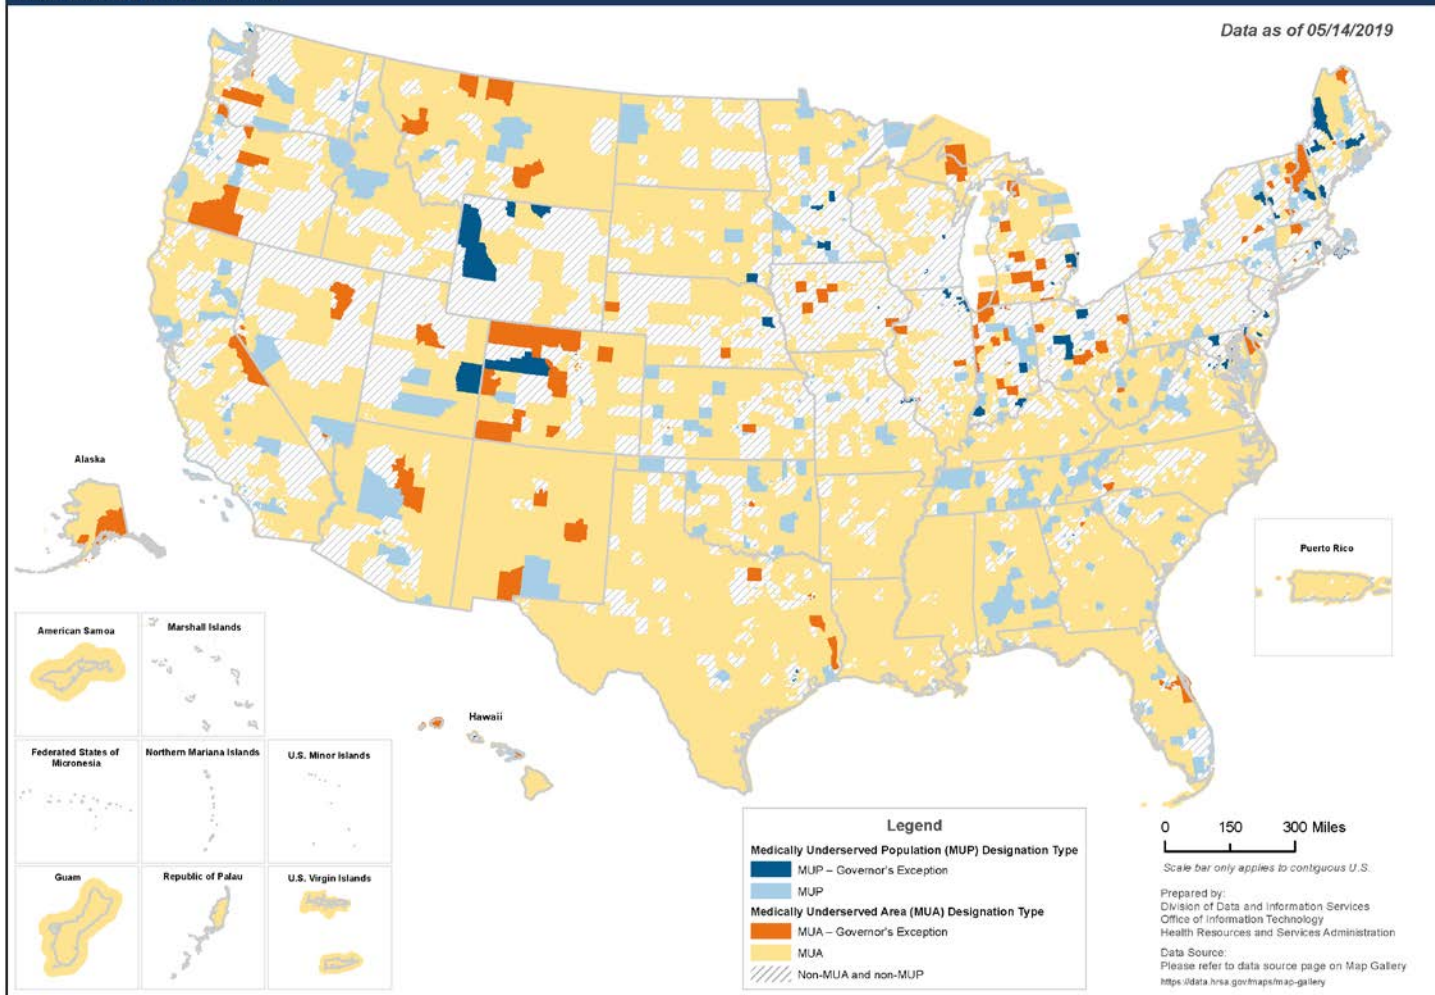 Data as of 05/14/2019
Alaska
Puerto Rico
American Samoa
Marshall Islands
Hawaii
Federated States of
Micronesia
Northern Mariana Islands
U.S. Minor Islands
Guam
Republic of Palau
U.S. Virgin Islands
Legend
Medically Underserved Population (MUP) Designation Type
MUP – Governor's Exception
MUP
Medically Underserved Area (MUA) Designation Type
MUA – Governor's Exception
MUA
Non-MUA and non-MUP
0 150 300 Miles
Scale bar only applies to contiguous U.S.
Prepared by:
Division of Data and Information Services
Office of Information Technology
Health Resources and Services Administration
Data Source:
Please refer to data source page on Map Gallery
https://data.hrsa.gov/maps/map-gallery